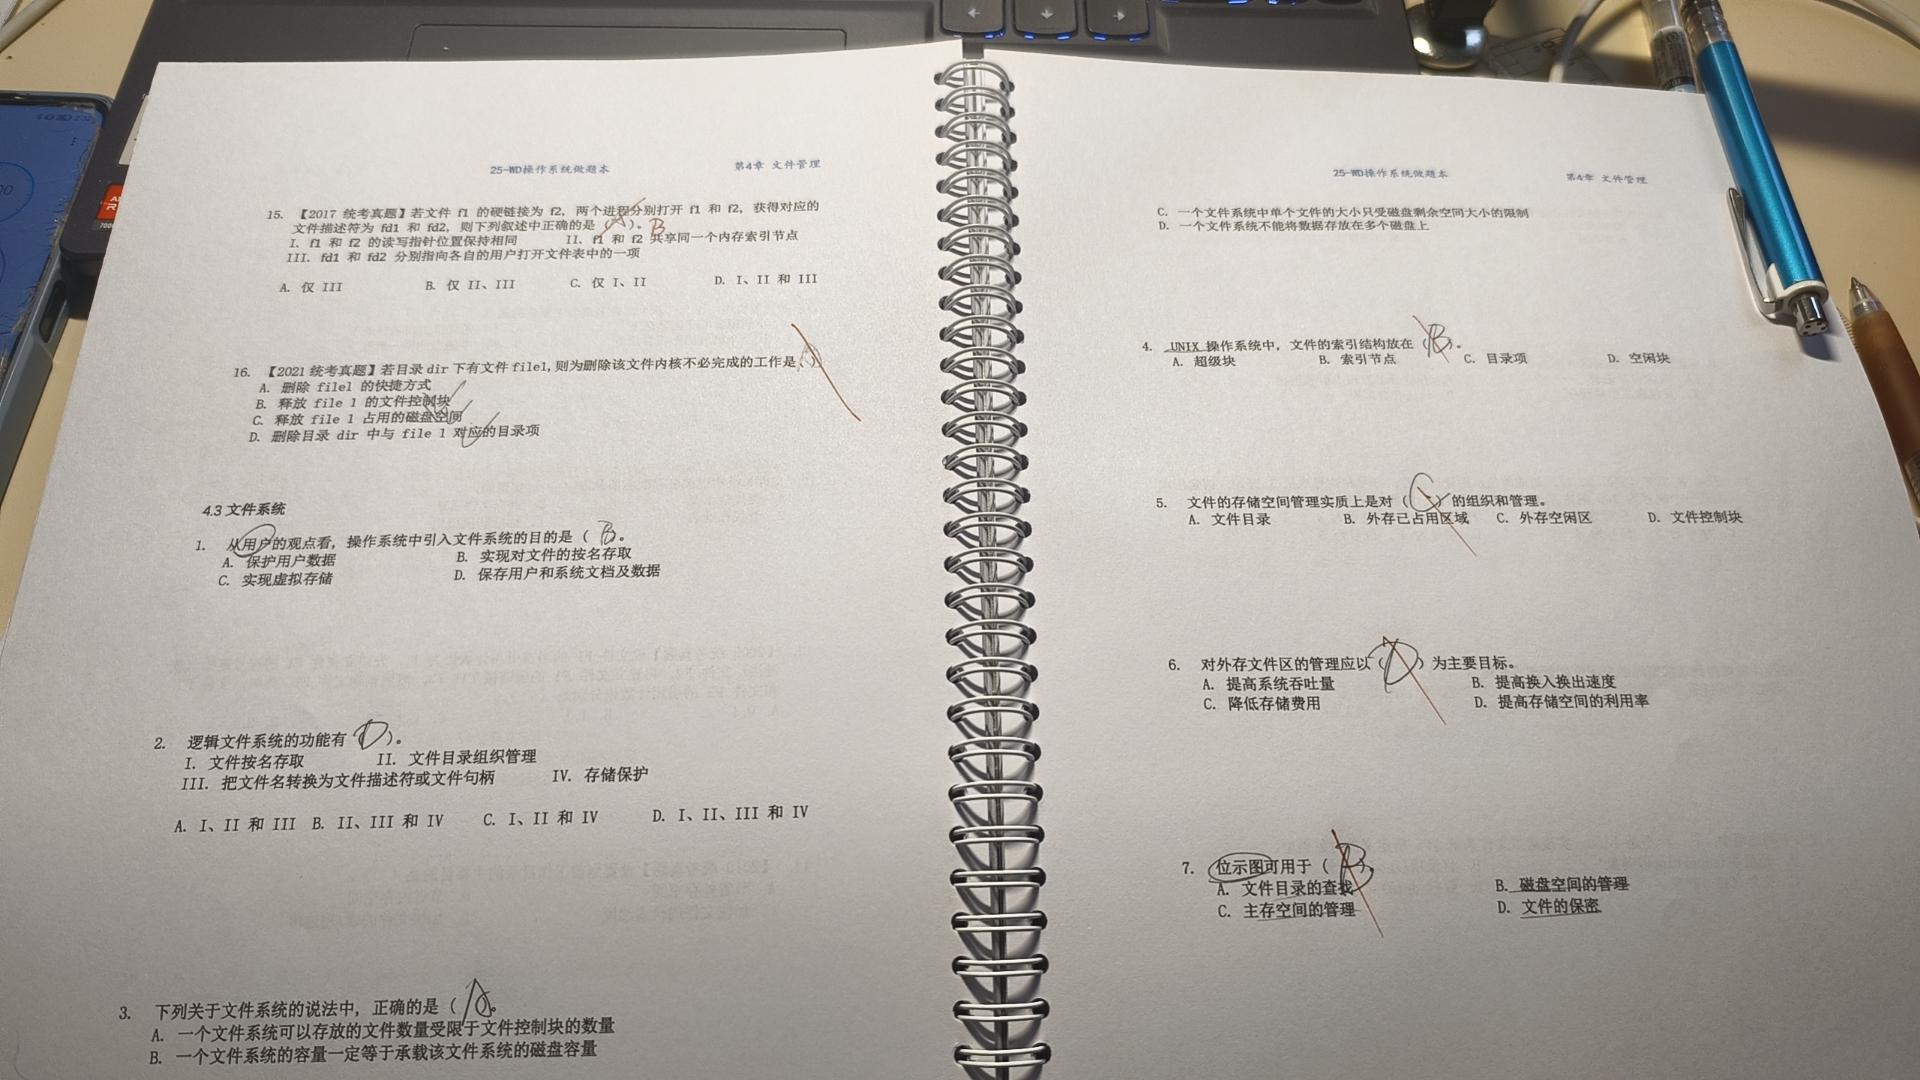 25-WD操作系统做题本 第4章 文件管理
15. 【2017 统考真题】若文件 f1 的硬链接为 f2, 两个进程分别打开 f1 和 f2, 获得对应的
文件描述符为 fd1 和 fd2, 则下列叙述中正确的是（A）。B
I. f1 和 f2 的读写指针位置保持相同 II. f1 和 f2 共享同一个内存索引节点
III. fd1 和 fd2 分别指向各自的用户打开文件表中的一项
A. 仅 III B. 仅 II、III C. 仅 I、II D. I、II 和 III
16. 【2021 统考真题】若目录 dir 下有文件 file1, 则为删除该文件内核不必完成的工作是（A）
A. 删除 file1 的快捷方式
B. 释放 file 1 的文件控制块
C. 释放 file 1 占用的磁盘空间
D. 删除目录 dir 中与 file 1 对应的目录项
4.3 文件系统
1. 从用户的观点看, 操作系统中引入文件系统的目的是（B）。
A. 保护用户数据 B. 实现对文件的按名存取
C. 实现虚拟存储 D. 保存用户和系统文档及数据
2. 逻辑文件系统的功能有（D）。
I. 文件按名存取 II. 文件目录组织管理
III. 把文件名转换为文件描述符或文件句柄 IV. 存储保护
A. I、II 和 III B. II、III 和 IV C. I、II 和 IV D. I、II、III 和 IV
3. 下列关于文件系统的说法中, 正确的是（A）。
A. 一个文件系统可以存放的文件数量受限于文件控制块的数量
B. 一个文件系统的容量一定等于承载该文件系统的磁盘容量
25-WD操作系统做题本 第4章 文件管理
C. 一个文件系统中单个文件的大小只受磁盘剩余空间大小的限制
D. 一个文件系统不能将数据存放在多个磁盘上
4. UNIX 操作系统中, 文件的索引结构放在（B）。
A. 超级块 B. 索引节点 C. 目录项 D. 空闲块
5. 文件的存储空间管理实质上是对（C）的组织和管理。
A. 文件目录 B. 外存已占用区域 C. 外存空闲区 D. 文件控制块
6. 对外存文件区的管理应以（D）为主要目标。
A. 提高系统吞吐量 B. 提高换入换出速度
C. 降低存储费用 D. 提高存储空间的利用率
7. 位示图可用于（B）。
A. 文件目录的查找 B. 磁盘空间的管理
C. 主存空间的管理 D. 文件的保密